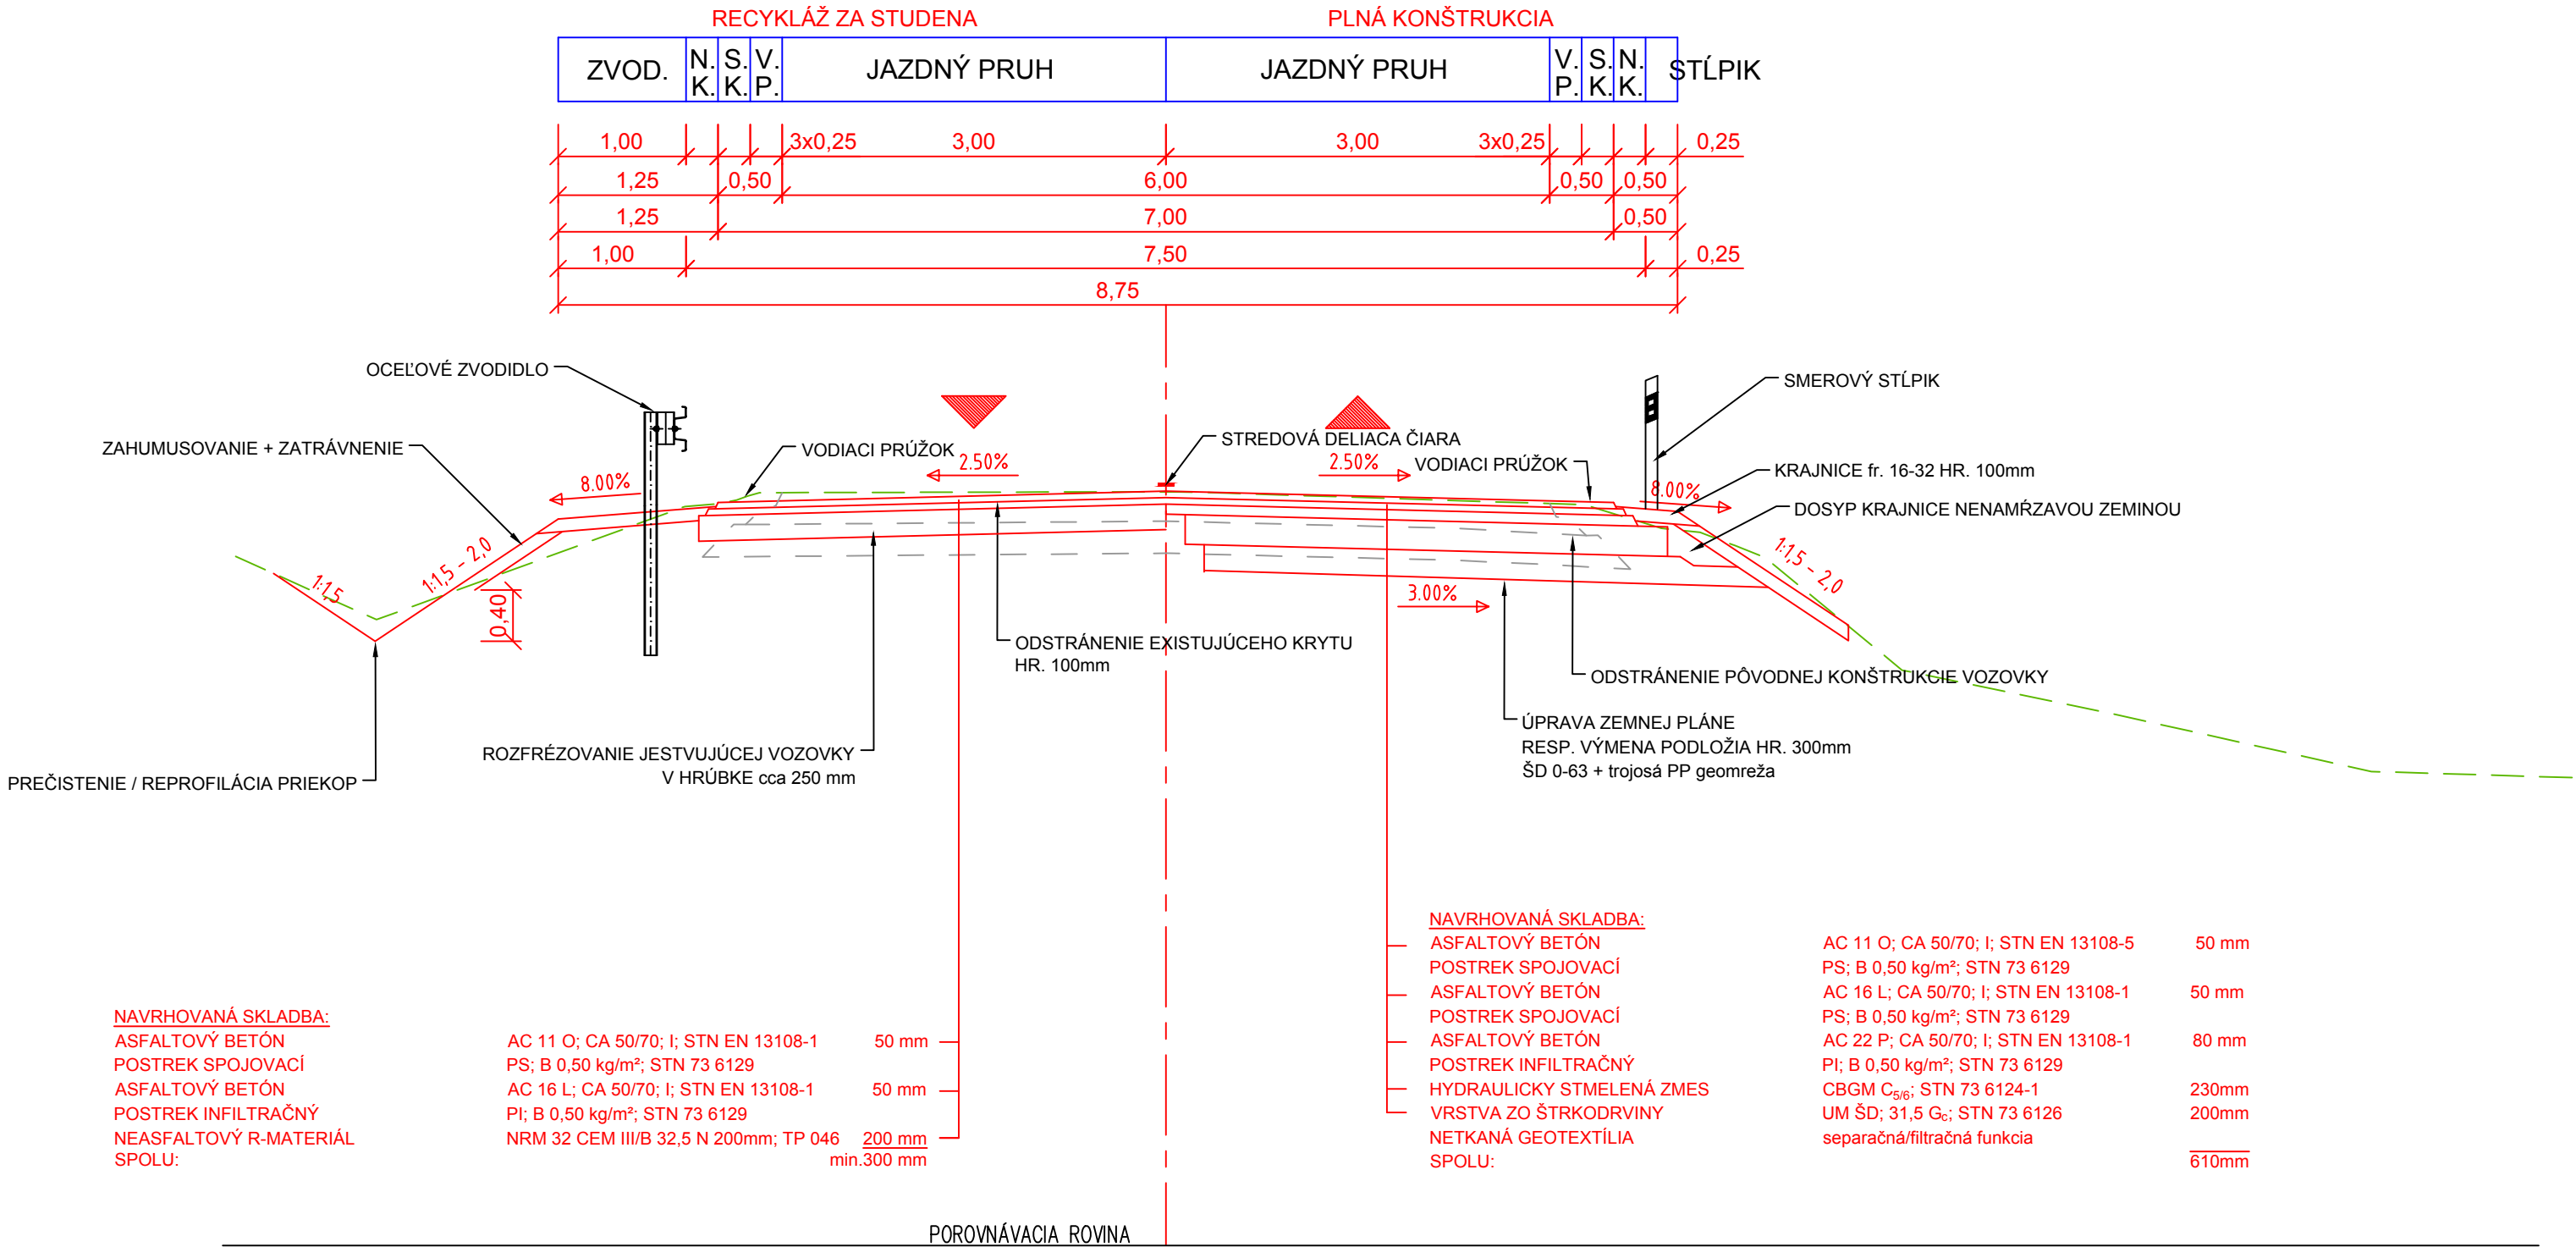 RECYKLÁŽ ZA STUDENA
PLNÁ KONŠTRUKCIA
ZVOD.
N.
K.
S.
K.
V.
P.
JAZDNÝ PRUH
JAZDNÝ PRUH
V.
P.
S.
K.
N.
K.
STĹPIK
1,00
3x0,25
3,00
3,00
3x0,25
0,25
1,25
0,50
6,00
0,50
0,50
1,25
7,00
0,50
1,00
7,50
0,25
8,75
OCEĽOVÉ ZVODIDLO
SMEROVÝ STĹPIK
ZAHUMUSOVANIE + ZATRÁVNENIE
VODIACI PRÚŽOK
STREDOVÁ DELIACA ČIARA
2.50%
2.50%
VODIACI PRÚŽOK
KRAJNICE fr. 16-32 HR. 100mm
8.00%
8.00%
DOSYP KRAJNICE NENAMŔZAVOU ZEMINOU
1:1,5
1:1,5 - 2,0
1:1,5 - 2,0
0,40
3.00%
ODSTRÁNENIE EXISTUJÚCEHO KRYTU
HR. 100mm
ODSTRÁNENIE PÔVODNEJ KONŠTRUKCIE VOZOVKY
ROZFRÉZOVANIE JESTVUJÚCEJ VOZOVKY
V HRÚBKE cca 250 mm
ÚPRAVA ZEMNEJ PLÁNE
RESP. VÝMENA PODLOŽIA HR. 300mm
ŠD 0-63 + trojosá PP geomreža
PREČISTENIE / REPROFILÁCIA PRIEKOP
NAVRHOVANÁ SKLADBA:
ASFALTOVÝ BETÓN AC 11 O; CA 50/70; I; STN EN 13108-1 50 mm
POSTREK SPOJOVACÍ PS; B 0,50 kg/m²; STN 73 6129
ASFALTOVÝ BETÓN AC 16 L; CA 50/70; I; STN EN 13108-1 50 mm
POSTREK INFILTRAČNÝ PI; B 0,50 kg/m²; STN 73 6129
NEASFALTOVÝ R-MATERIÁL NRM 32 CEM III/B 32,5 N 200mm; TP 046 200 mm
SPOLU: min.300 mm
NAVRHOVANÁ SKLADBA:
ASFALTOVÝ BETÓN AC 11 O; CA 50/70; I; STN EN 13108-5 50 mm
POSTREK SPOJOVACÍ PS; B 0,50 kg/m²; STN 73 6129
ASFALTOVÝ BETÓN AC 16 L; CA 50/70; I; STN EN 13108-1 50 mm
POSTREK SPOJOVACÍ PS; B 0,50 kg/m²; STN 73 6129
ASFALTOVÝ BETÓN AC 22 P; CA 50/70; I; STN EN 13108-1 80 mm
POSTREK INFILTRAČNÝ PI; B 0,50 kg/m²; STN 73 6129
HYDRAULICKY STMELENÁ ZMES CBGM C5/6; STN 73 6124-1 230mm
VRSTVA ZO ŠTRKODRVINY UM ŠD; 31,5 Gc; STN 73 6126 200mm
NETKANÁ GEOTEXTÍLIA separačná/filtračná funkcia
SPOLU: 610mm
POROVNÁVACIA ROVINA